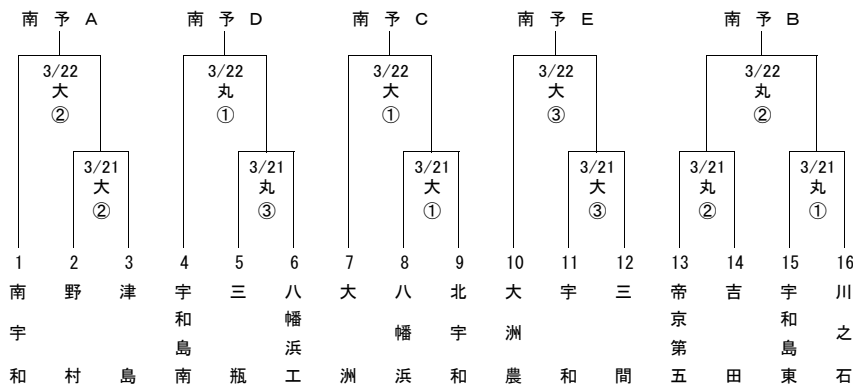 南予A 南予D 南予C 南予E 南予B
3/22 3/22 3/22 3/22 3/22
大 丸 大 大 丸
② ① ① ③ ②
3/21 3/21 3/21 3/21 3/21 3/21
大 丸 大 大 丸 丸
② ③ ① ③ ② ①
1 2 3 4 5 6 7 8 9 10 11 12 13 14 15 16
南宇和
野村
津島
宇和島南
三瓶
八幡浜工
大洲
八幡浜
北宇和
大洲農
宇和
三間
帝京第五
吉田
宇和島東
川之石